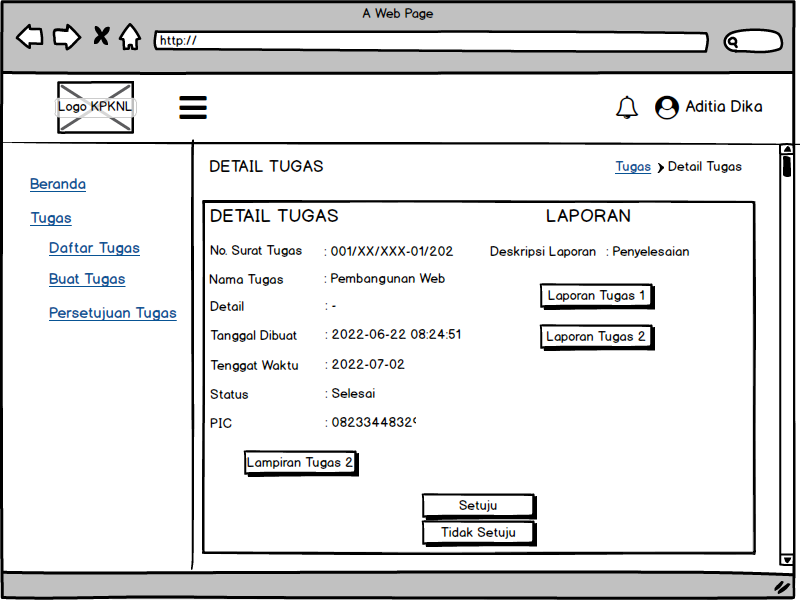 A Web Page
http://
Logo KPKNL
Aditia Dika
DETAIL TUGAS
Tugas
Detail Tugas
Beranda
Tugas
Daftar Tugas
Buat Tugas
Persetujuan Tugas
DETAIL TUGAS
No. Surat Tugas : 001/XX/XXX-01/202
Nama Tugas : Pembangunan Web
Detail : -
Tanggal Dibuat : 2022-06-22 08:24:51
Tenggat Waktu : 2022-07-02
Status : Selesai
PIC : 0823344832
Lampiran Tugas 2
LAPORAN
Deskripsi Laporan : Penyelesaian
Laporan Tugas 1
Laporan Tugas 2
Setuju
Tidak Setuju